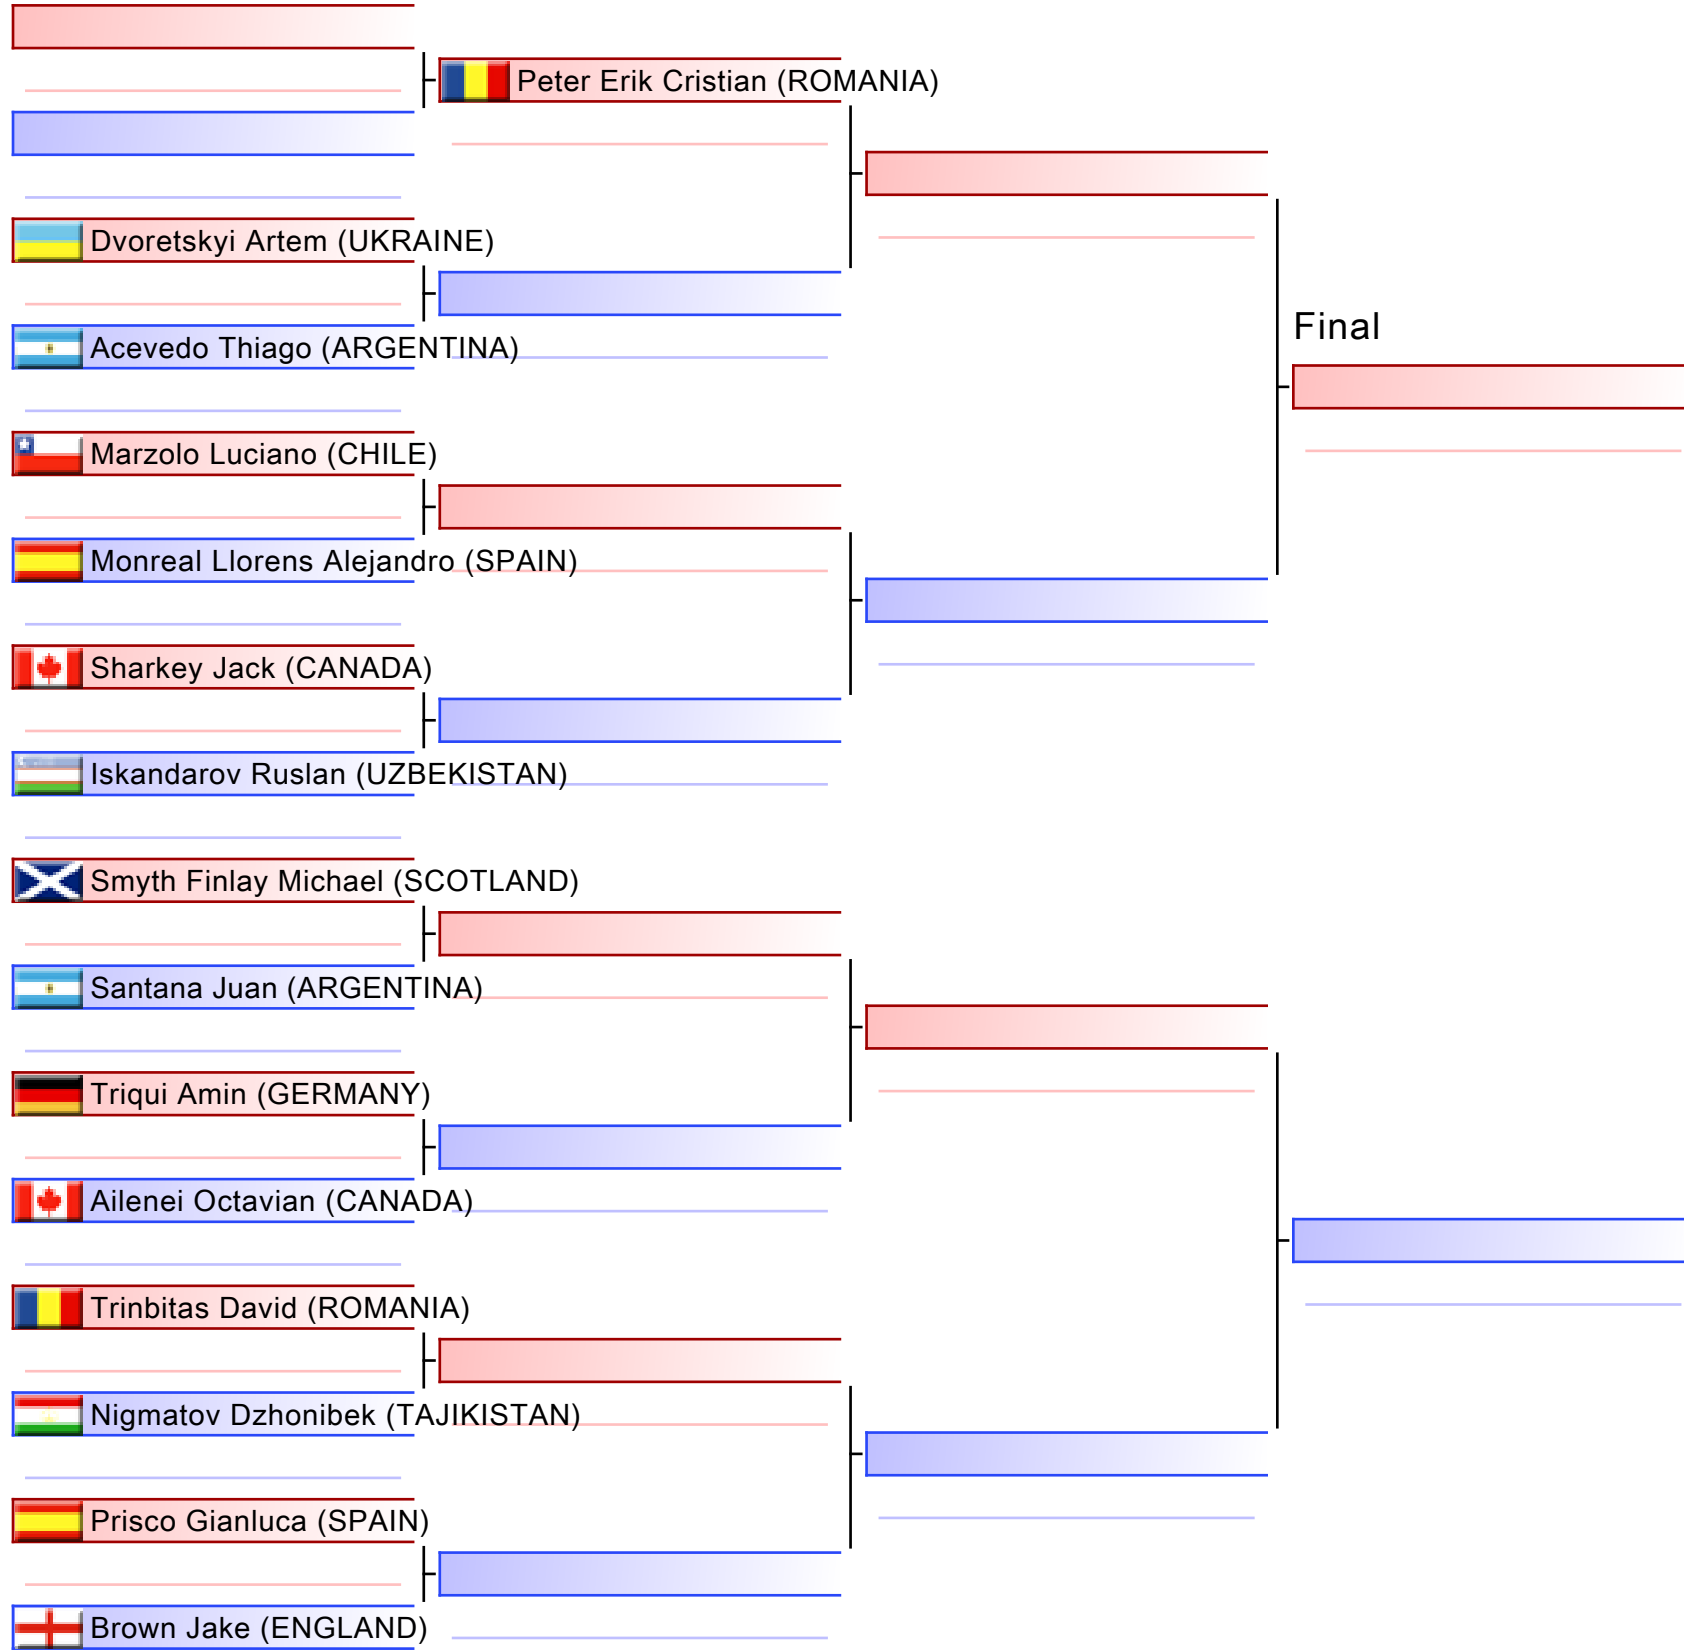 Peter Erik Cristian (ROMANIA)
Dvoretskyi Artem (UKRAINE)
Final
Acevedo Thiago (ARGENTINA)
Marzolo Luciano (CHILE)
Monreal Llorens Alejandro (SPAIN)
Sharkey Jack (CANADA)
Iskandarov Ruslan (UZBEKISTAN)
Smyth Finlay Michael (SCOTLAND)
Santana Juan (ARGENTINA)
Triqui Amin (GERMANY)
Ailenei Octavian (CANADA)
Trinbitas David (ROMANIA)
Nigmatov Dzhonibek (TAJIKISTAN)
Prisco Gianluca (SPAIN)
Brown Jake (ENGLAND)